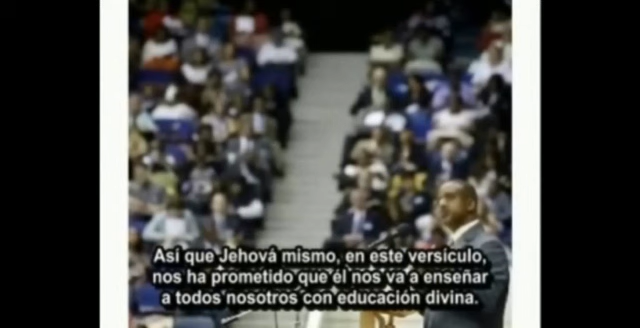 Así que Jehová mismo, en este versículo,
nos ha prometido que él nos va a enseñar
a todos nosotros con educación divina.